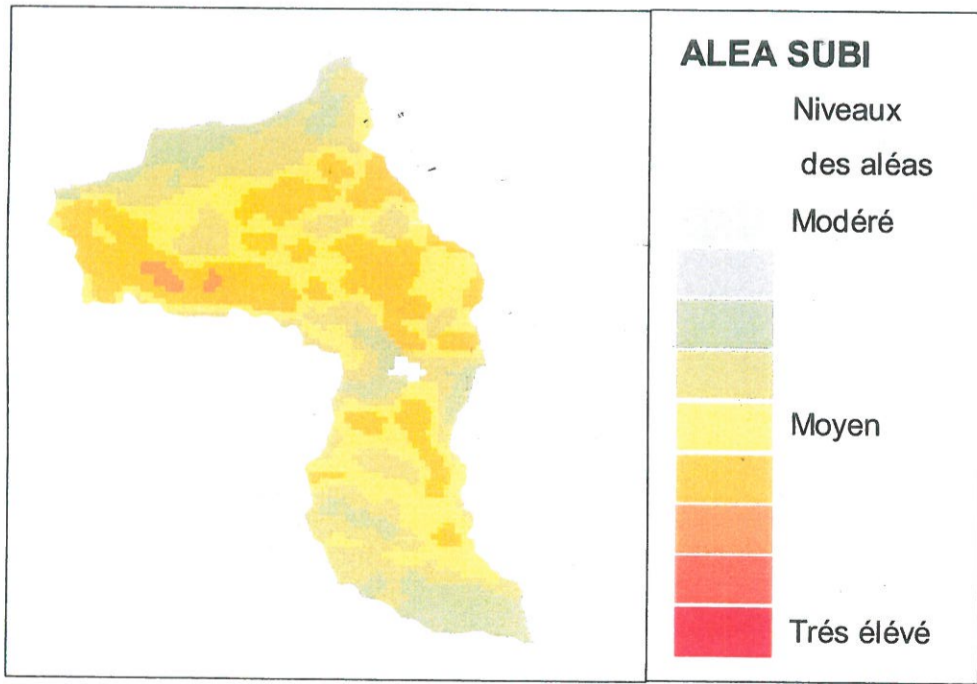 ALEA SUBI
Niveaux
des aléas
Modéré
Moyen
Trés élévé